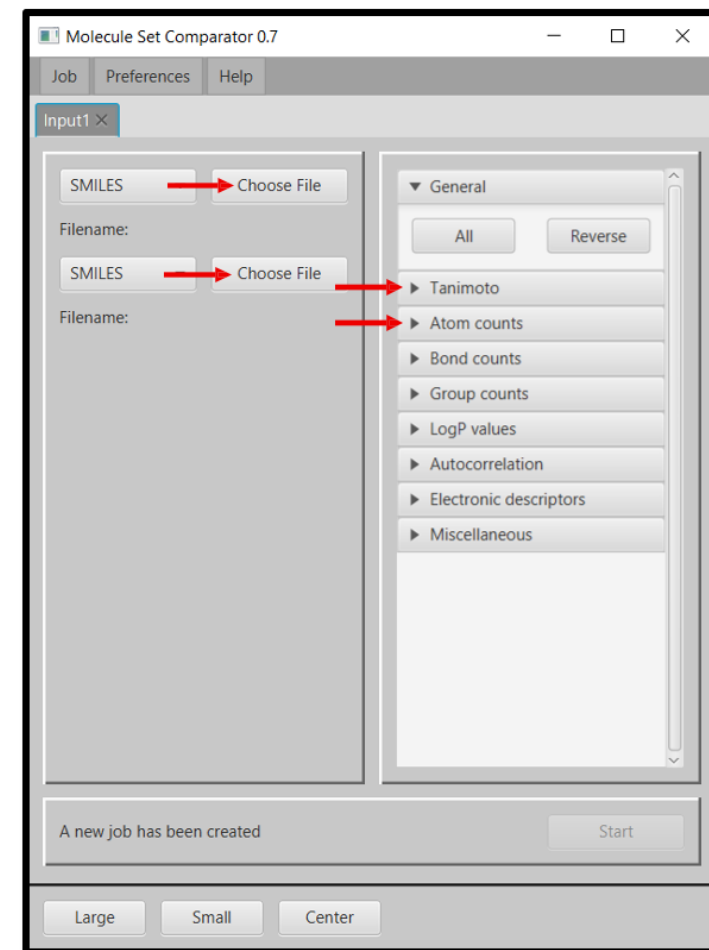 Molecule Set Comparator 0.7
Job Preferences Help
Input1
SMILES Choose File
Filename:
SMILES Choose File
Filename:
General
All Reverse
Tanimoto
Atom counts
Bond counts
Group counts
LogP values
Autocorrelation
Electronic descriptors
Miscellaneous
A new job has been created Start
Large Small Center